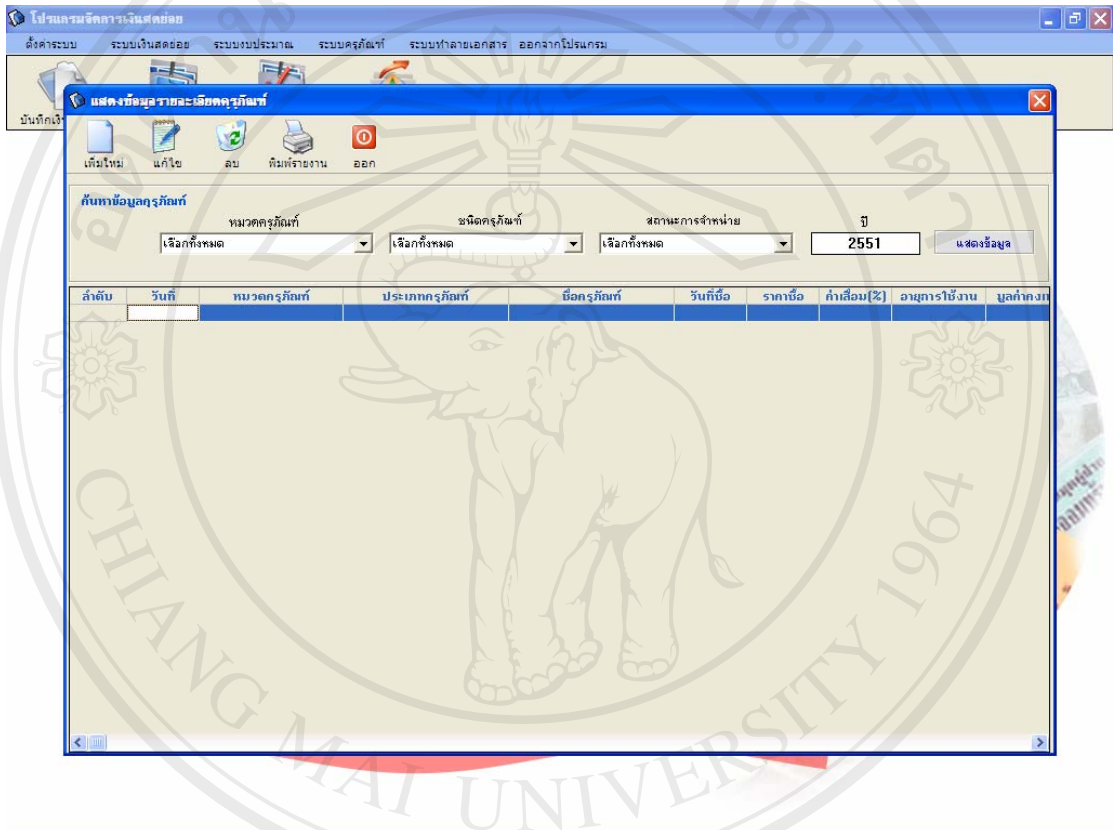 โปรแกรมจัดการเงินสดย่อย
ตั้งค่าระบบ ระบบเงินสดย่อย ระบบงบประมาณ ระบบครุภัณฑ์ ระบบทำลายเอกสาร ออกจากโปรแกรม
บันทึกเงิ
แสดงข้อมูลรายละเอียดครุภัณฑ์
เพิ่มใหม่ แก้ไข ลบ พิมพ์รายงาน ออก
ค้นหาข้อมูลครุภัณฑ์
หมวดครุภัณฑ์ ชนิดครุภัณฑ์ สถานะการจำหน่าย ปี
เลือกทั้งหมด เลือกทั้งหมด เลือกทั้งหมด 2551 แสดงข้อมูล
ลำดับ วันที่ หมวดครุภัณฑ์ ประเภทครุภัณฑ์ ชื่อครุภัณฑ์ วันที่ซื้อ ราคาซื้อ ค่าเสื่อม(%) อายุการใช้งาน มูลค่าคงเห
CHIANG MAI UNIVERSITY 1964